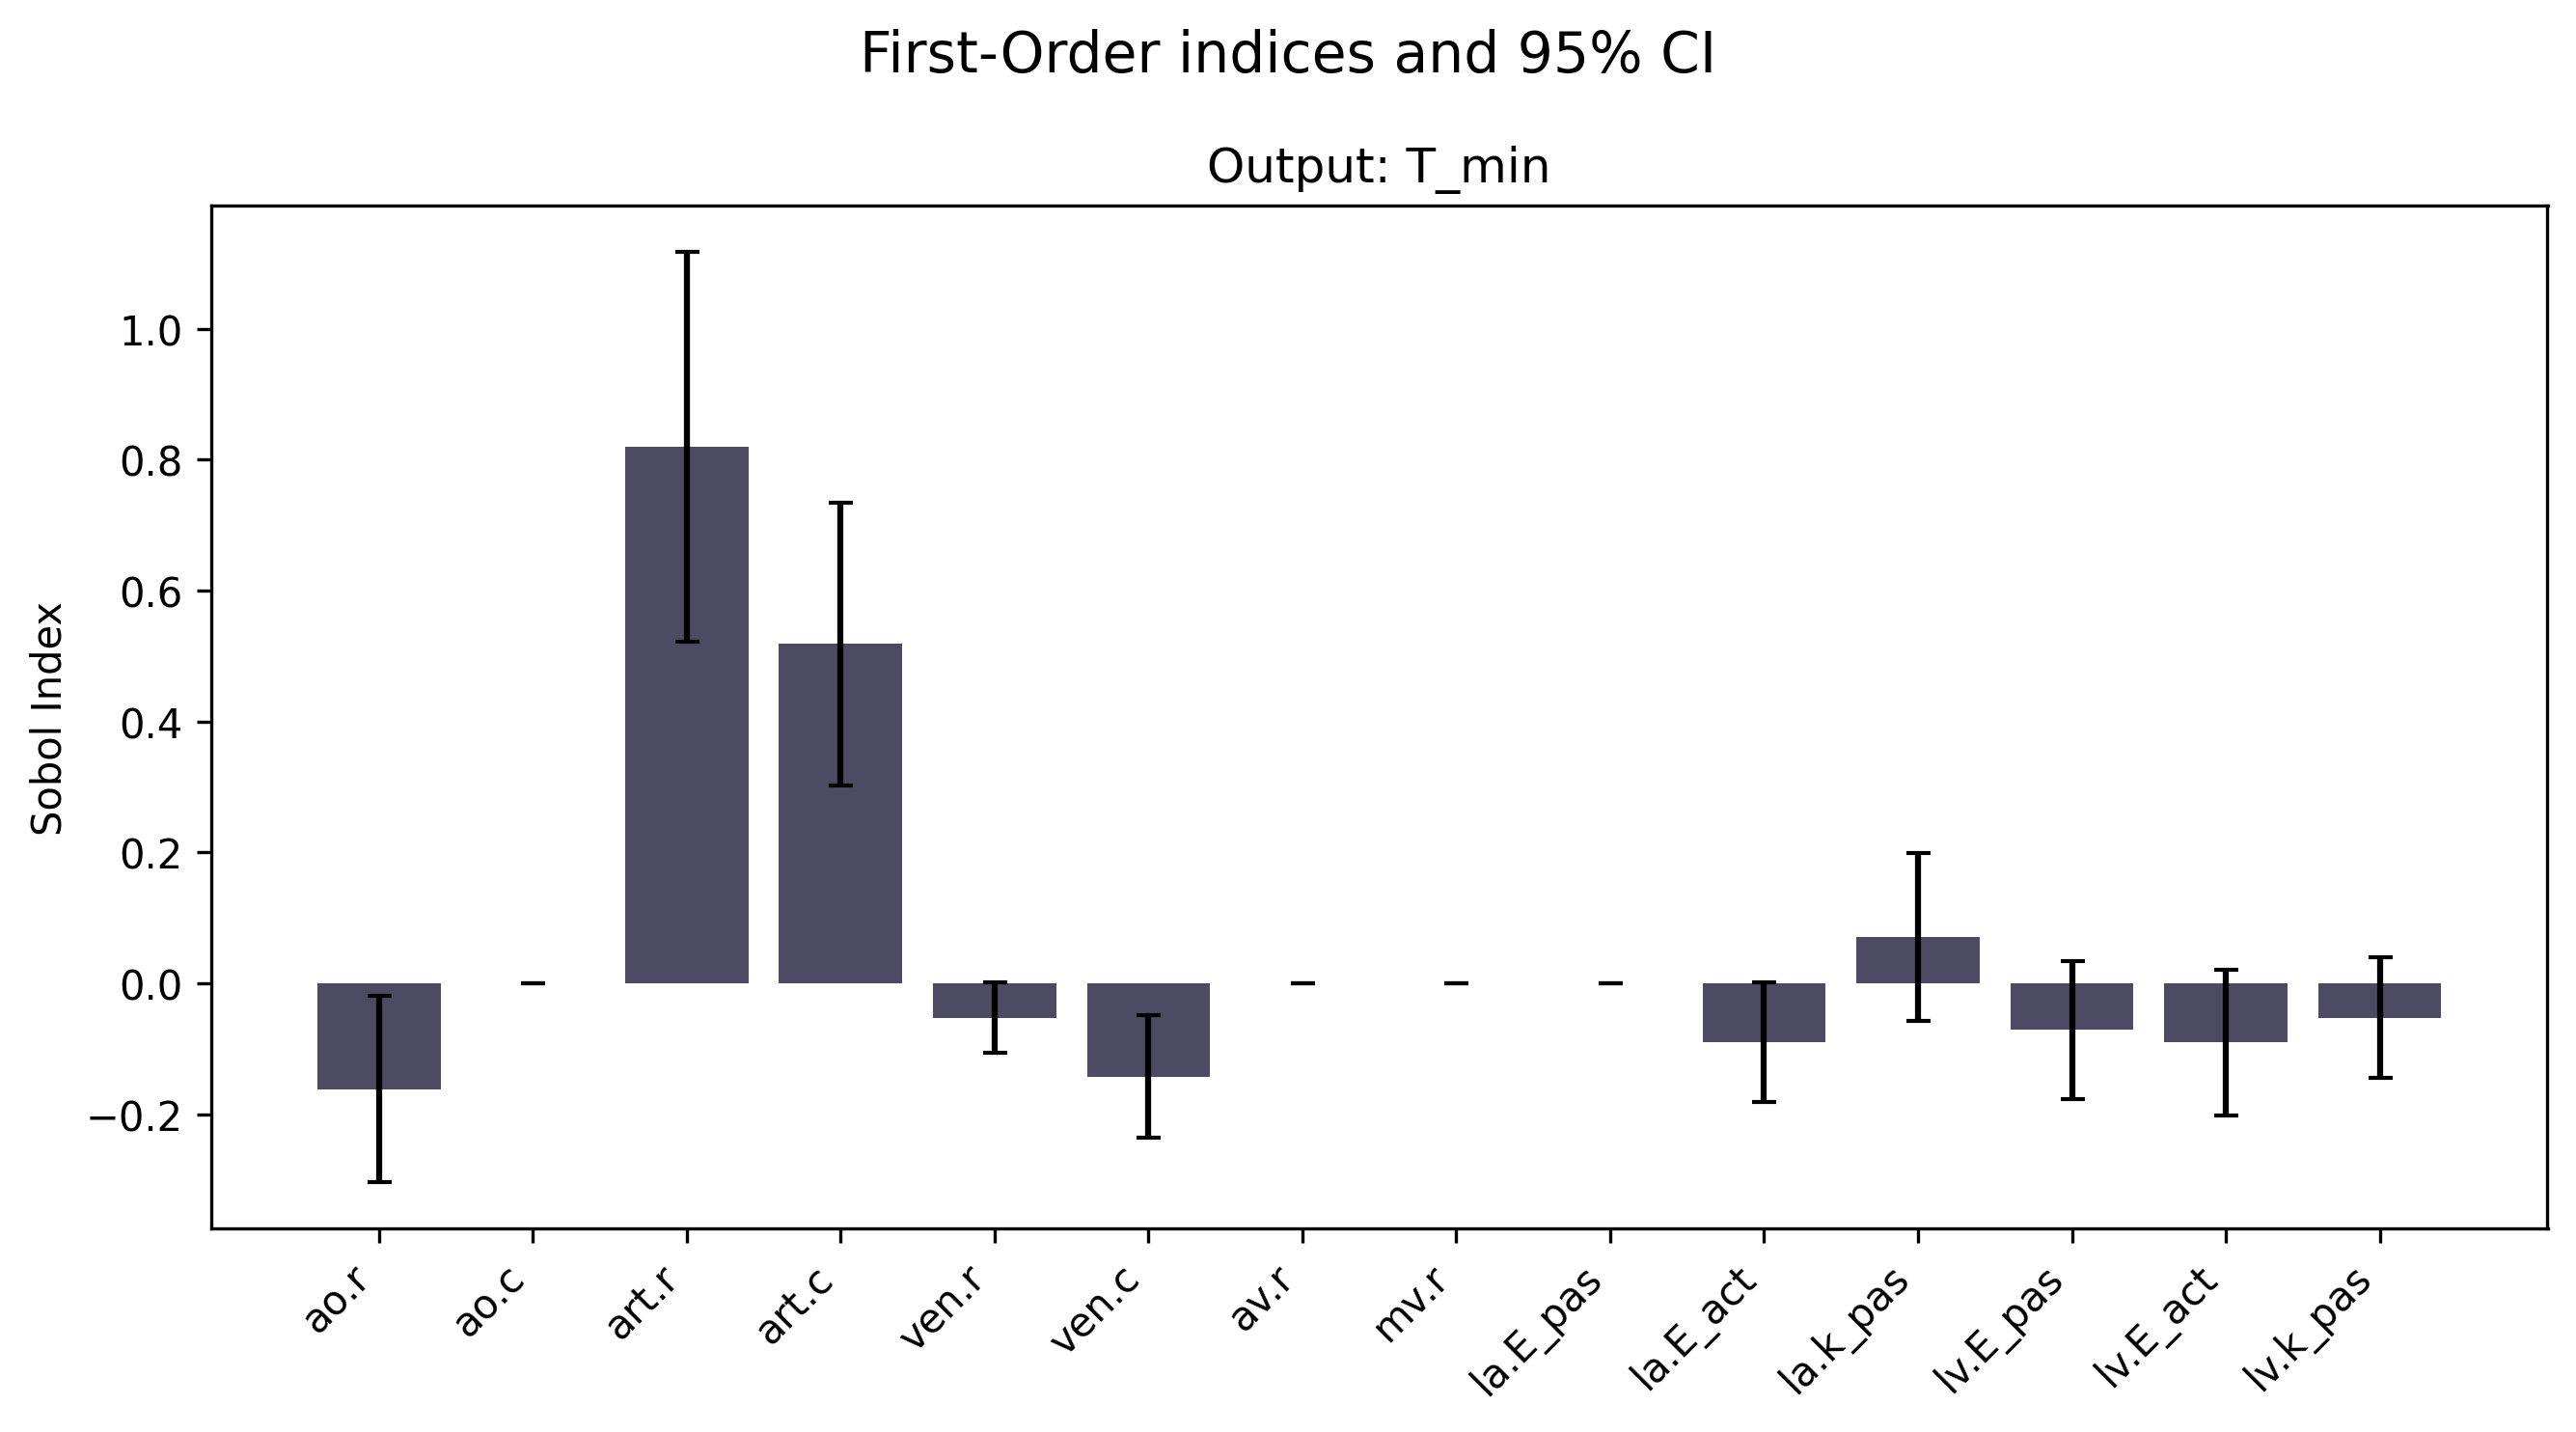 First-Order indices and 95% CI
Output: T_min
Sobol Index
1.0
0.8
0.6
0.4
0.2
0.0
−0.2
ao.r
ao.c
art.r
art.c
ven.r
ven.c
av.r
mv.r
la.E_pas
la.E_act
la.k_pas
lv.E_pas
lv.E_act
lv.k_pas